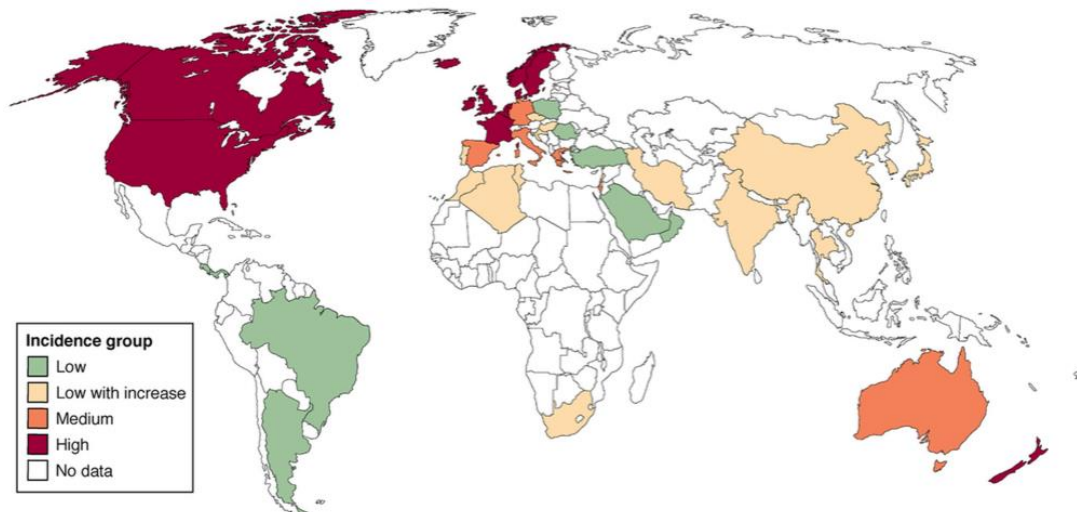 Incidence group
Low
Low with increase
Medium
High
No data